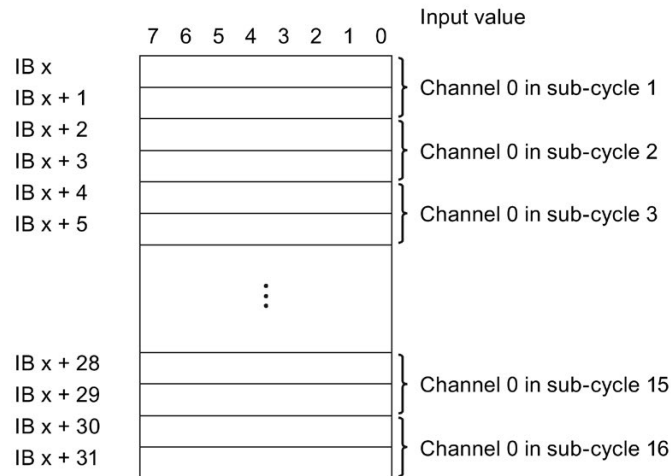 Input value
7 6 5 4 3 2 1 0
IB x
IB x + 1
Channel 0 in sub-cycle 1
IB x + 2
IB x + 3
Channel 0 in sub-cycle 2
IB x + 4
IB x + 5
Channel 0 in sub-cycle 3
IB x + 28
IB x + 29
Channel 0 in sub-cycle 15
IB x + 30
IB x + 31
Channel 0 in sub-cycle 16